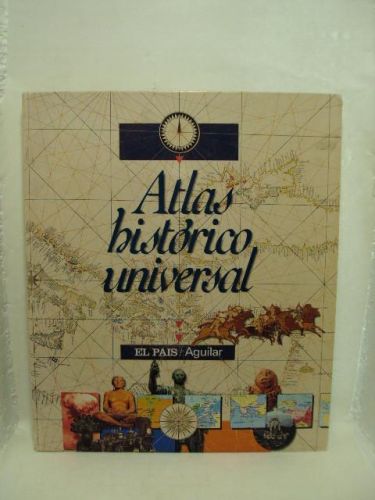 Atlas
histórico
universal
EL PAIS / Aguilar